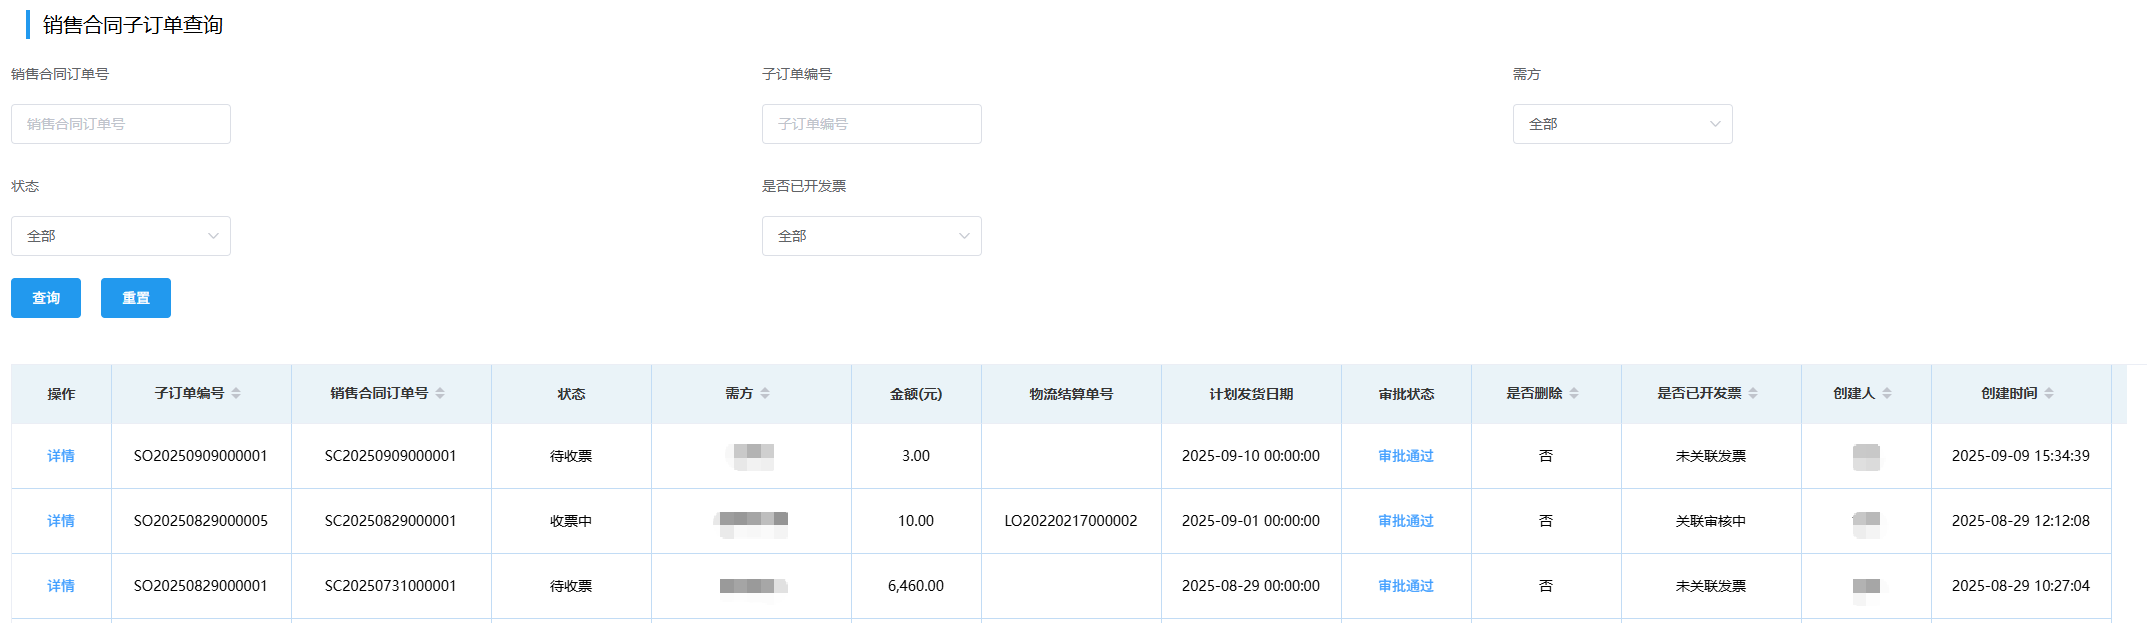 销售合同子订单查询
销售合同订单号 子订单编号 需方
销售合同订单号 子订单编号 全部
状态 是否已开发票
全部 全部
查询 重置
操作 子订单编号 销售合同订单号 状态 需方 金额(元) 物流结算单号 计划发货日期 审批状态 是否删除 是否已开发票 创建人 创建时间
详情 SO20250909000001 SC20250909000001 待收票 3.00 2025-09-10 00:00:00 审批通过 否 未关联发票 2025-09-09 15:34:39
详情 SO20250829000005 SC20250829000001 收票中 10.00 LO20220217000002 2025-09-01 00:00:00 审批通过 否 关联审核中 2025-08-29 12:12:08
详情 SO20250829000001 SC20250731000001 待收票 6,460.00 2025-08-29 00:00:00 审批通过 否 未关联发票 2025-08-29 10:27:04